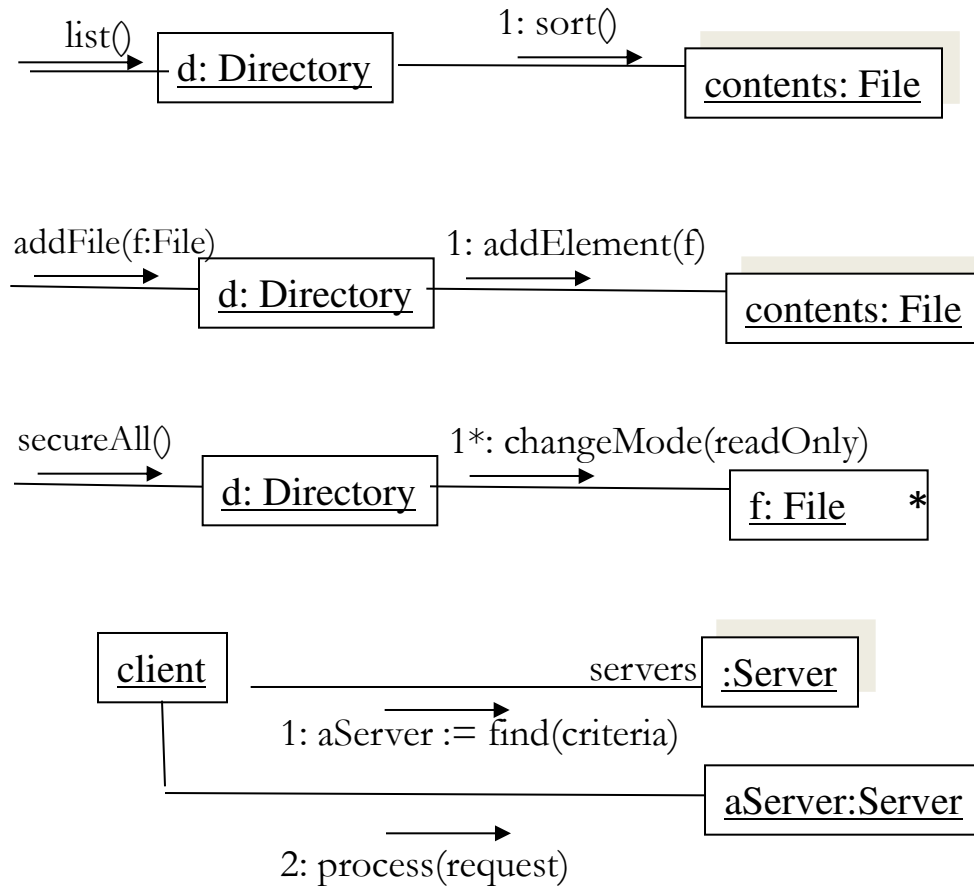 list()
1: sort()
d: Directory
contents: File
addFile(f:File)
1: addElement(f)
d: Directory
contents: File
secureAll()
1*: changeMode(readOnly)
d: Directory
f: File *
client
servers
:Server
1: aServer := find(criteria)
aServer:Server
2: process(request)